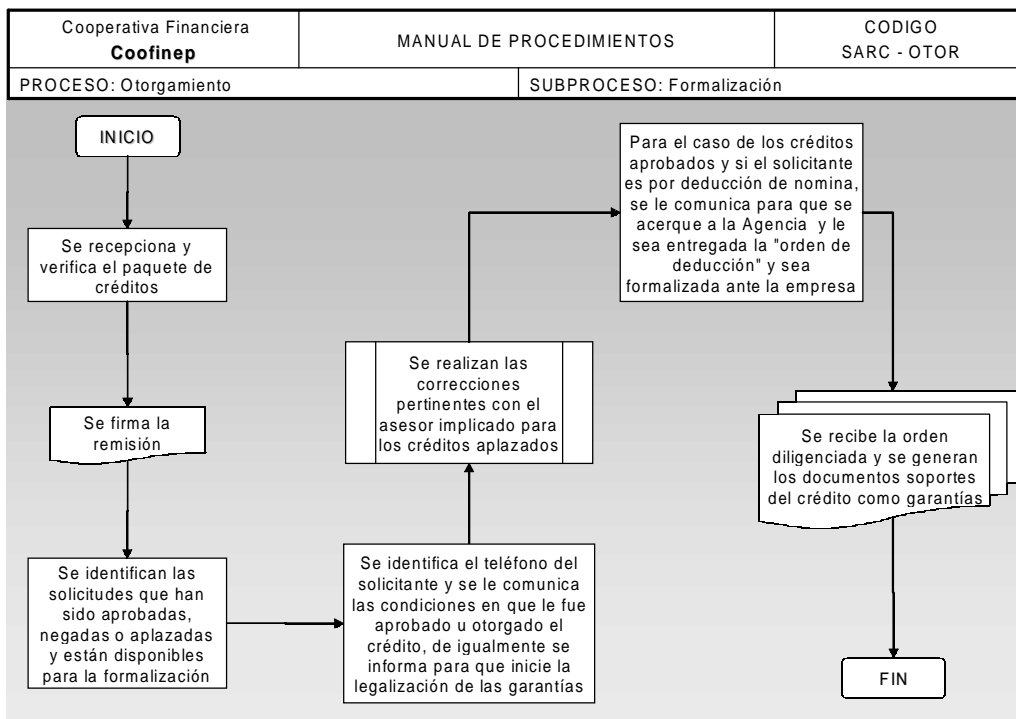 Cooperativa Financiera
Coofinep
MANUAL DE PROCEDIMIENTOS
CODIGO
SARC - OTOR
PROCESO: Otorgamiento
SUBPROCESO: Formalización
INICIO
Se recepciona y
verifica el paquete de
créditos
Se firma la
remisión
Se identifican las
solicitudes que han
sido aprobadas,
negadas o aplazadas
y están disponibles
para la formalización
Se identifica el teléfono del
solicitante y se le comunica
las condiciones en que le fue
aprobado u otorgado el
crédito, de igualmente se
informa para que inicie la
legalización de las garantías
Se realizan las
correcciones
pertinentes con el
asesor implicado para
los créditos aplazados
Para el caso de los créditos
aprobados y si el solicitante
es por deducción de nomina,
se le comunica para que se
acerque a la Agencia y le
sea entregada la "orden de
deducción" y sea
formalizada ante la empresa
Se recibe la orden
diligenciada y se generan
los documentos soportes
del crédito como garantías
FIN